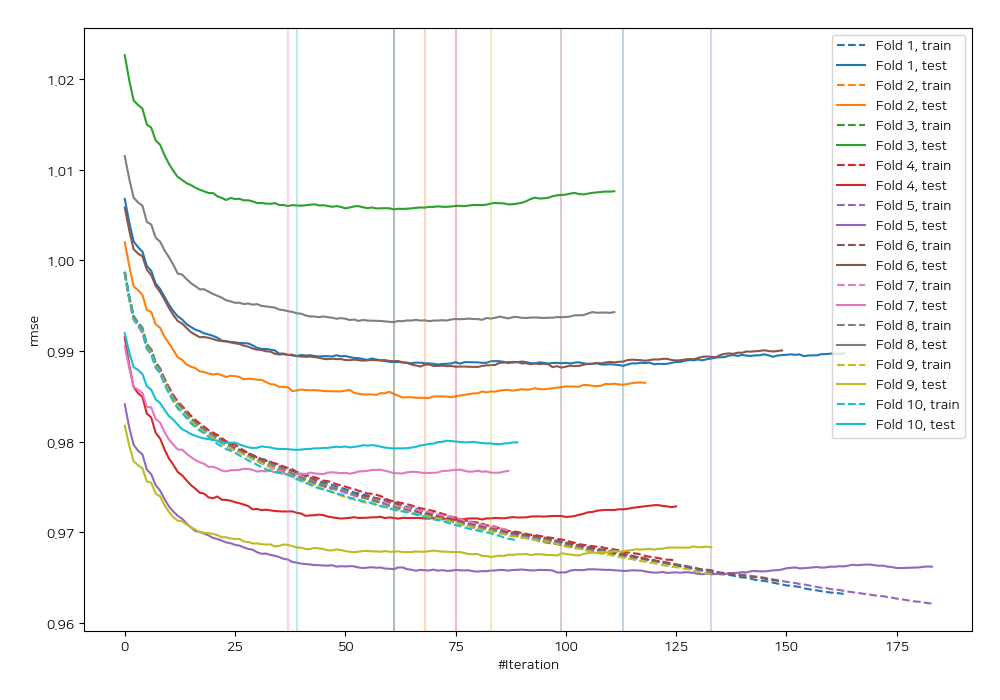 1,02
1,01
1,00
0,99
0,98
0,97
0,96
rmse
0
25
50
75
100
125
150
175
#Iteration
Fold 1, train
Fold 1, test
Fold 2, train
Fold 2, test
Fold 3, train
Fold 3, test
Fold 4, train
Fold 4, test
Fold 5, train
Fold 5, test
Fold 6, train
Fold 6, test
Fold 7, train
Fold 7, test
Fold 8, train
Fold 8, test
Fold 9, train
Fold 9, test
Fold 10, train
Fold 10, test